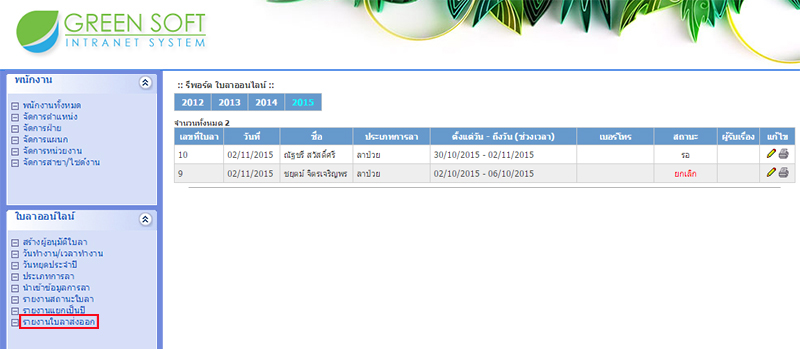 GREEN SOFT
INTRANET SYSTEM
พนักงาน
พนักงานทั้งหมด
จัดการตำแหน่ง
จัดการฝ่าย
จัดการแผนก
จัดการหน่วยงาน
จัดการสาขา/ไซด์งาน
ใบลาออนไลน์
สร้างผู้อนุมัติใบลา
วันทำงาน/เวลาทำงาน
วันหยุดประจำปี
ประเภทการลา
นำเข้าข้อมูลการลา
รายงานสถานะใบลา
รายงานแยกเป็นปี
รายงานใบลาส่งออก
:: รีพอร์ต ใบลาออนไลน์ ::
2012 2013 2014 2015
จำนวนทั้งหมด 2
เลขที่ใบลา วันที่ ชื่อ ประเภทการลา ตั้งแต่วัน - ถึงวัน (ช่วงเวลา) เบอร์โทร สถานะ ผู้รับเรื่อง แก้ไข
10 02/11/2015 ณัฐชรี สวัสดิ์ศรี ลาป่วย 30/10/2015 - 02/11/2015 รอ
9 02/11/2015 ชยุตม์ จิตรเจริญพร ลาป่วย 02/10/2015 - 06/10/2015 ยกเลิก